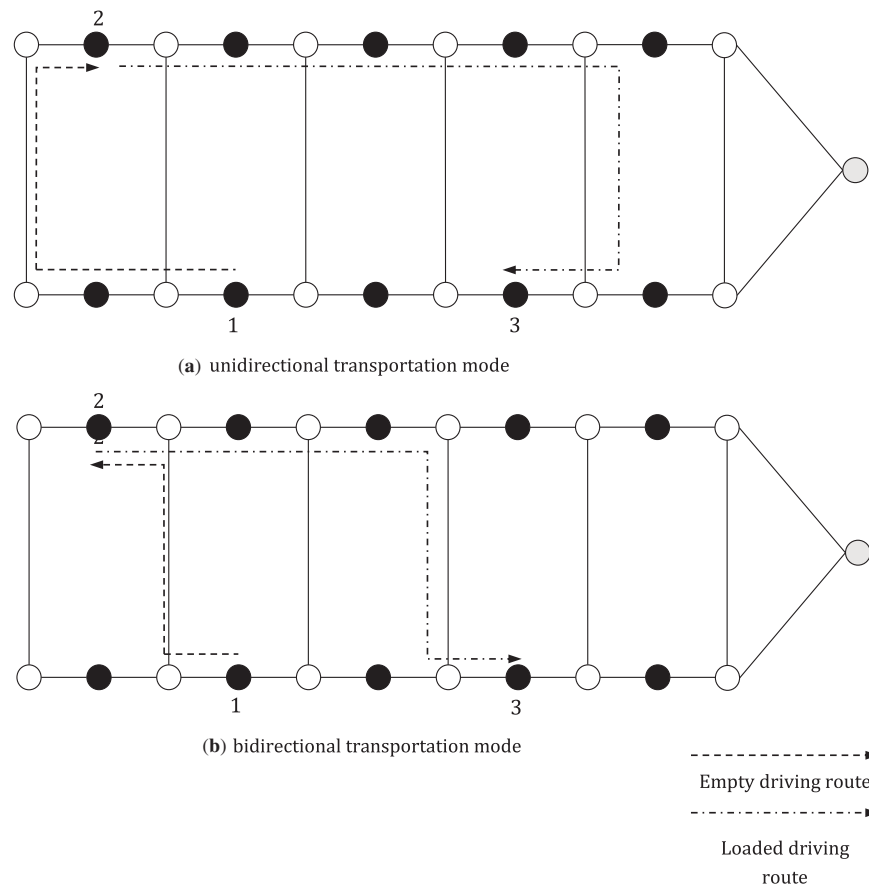 2
1
3
(a) unidirectional transportation mode
2
2
1
3
(b) bidirectional transportation mode
Empty driving route
Loaded driving
route